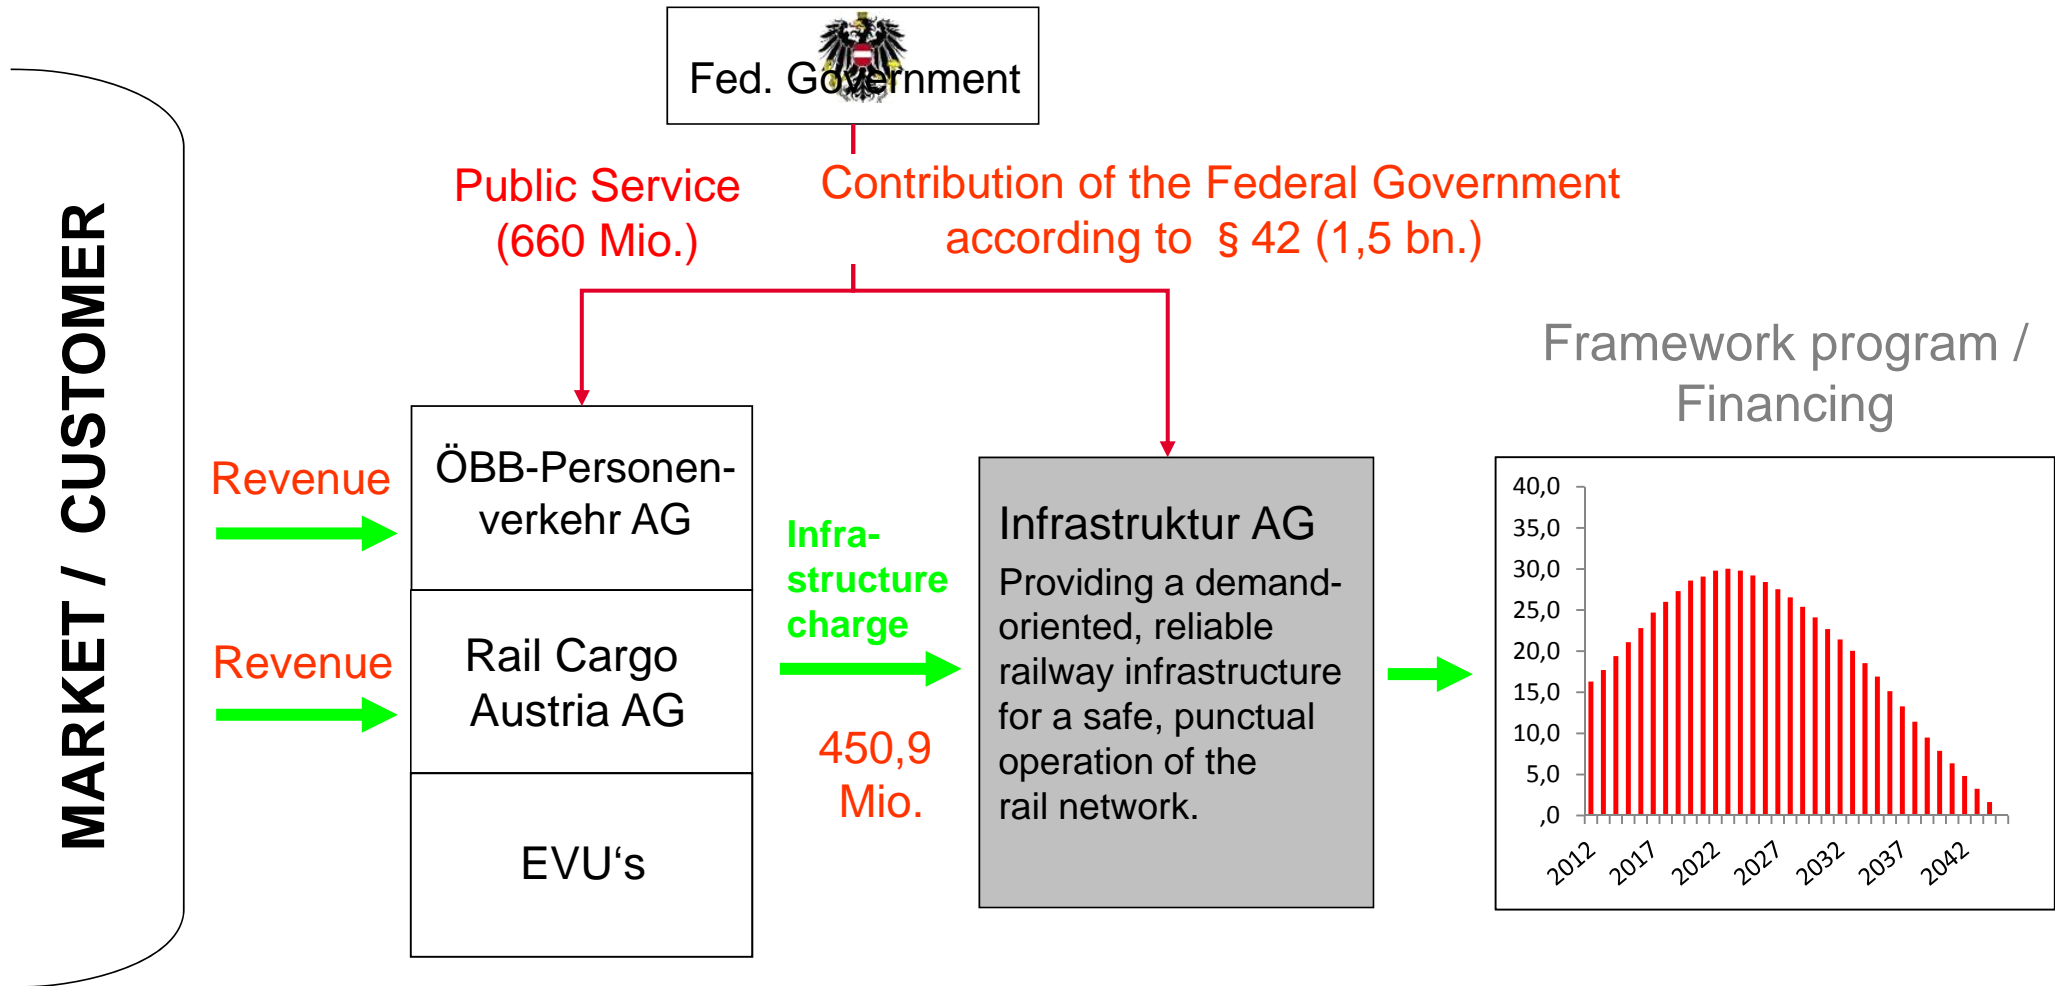 Fed. Government
Public Service
(660 Mio.)
Contribution of the Federal Government
according to § 42 (1,5 bn.)
MARKET / CUSTOMER
Revenue
Revenue
ÖBB-Personen-
verkehr AG
Rail Cargo
Austria AG
EVU‘s
Infra-
structure
charge
450,9
Mio.
Infrastruktur AG
Providing a demand-
oriented, reliable
railway infrastructure
for a safe, punctual
operation of the
rail network.
Framework program /
Financing
40,0
35,0
30,0
25,0
20,0
15,0
10,0
5,0
,0
2012
2017
2022
2027
2032
2037
2042